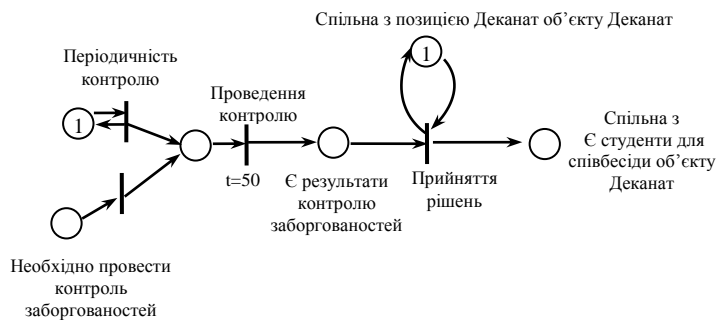 Спільна з позицією Деканат об’єкту Деканат
1
Періодичність
контролю
1
Проведення
контролю
t=50
Є результати
контролю
заборгованостей
Прийняття
рішень
Спільна з
Є студенти для
співбесіди об’єкту
Деканат
Необхідно провести
контроль
заборгованостей